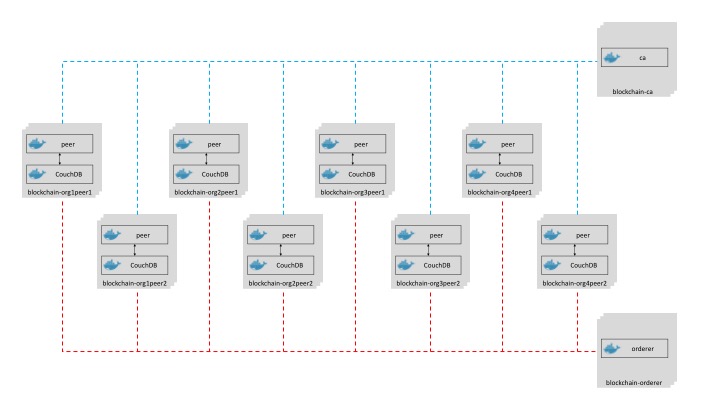 ca
blockchain-ca
peer
CouchDB
blockchain-org1peer1
peer
CouchDB
blockchain-org2peer1
peer
CouchDB
blockchain-org3peer1
peer
CouchDB
blockchain-org4peer1
peer
CouchDB
blockchain-org1peer2
peer
CouchDB
blockchain-org2peer2
peer
CouchDB
blockchain-org3peer2
peer
CouchDB
blockchain-org4peer2
orderer
blockchain-orderer